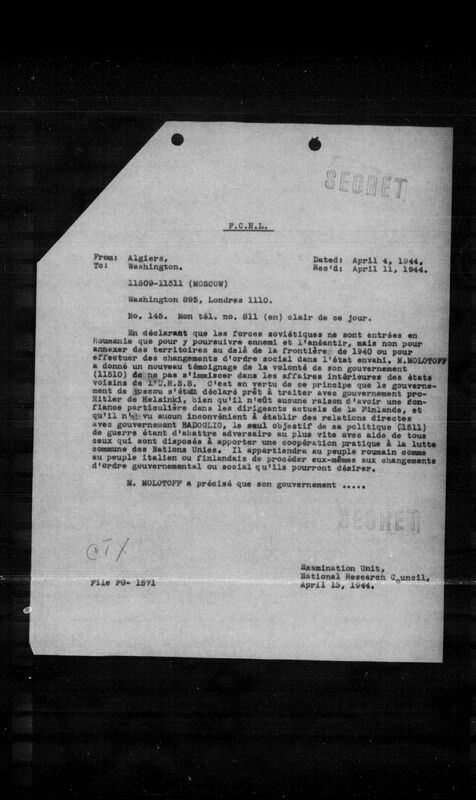 SECRET
F.C.N.L.
From: Algiers,
To: Washington.
Dated: April 4, 1944.
Rec'd: April 11, 1944.
11509-11511 (MOSCOW)
Washington 895, Londres 1110.
No. 145. Mon tél. no. 811 (en) clair de ce jour.
En déclarant que les forces soviétiques ne sont entrées en
Roumanie que pour y poursuivre ennemi et l'anéantir, mais non pour
annexer des territoires au delà de la frontière de 1940 ou pour
effectuer des changements d'ordre social dans l'état envahi. M.MOLOTOFF
a donné un nouveau témoignage de la volonté de son gouvernement
(11510) de ne pas s'immiscer dans les affaires intérieures des états
voisins de l'U.R.S.S. C'est en vertu de ce principe que le gouverne-
ment de Moscou s'était déclaré prêt à traiter avec gouvernement pro-
Hitler de Helsinki, bien qu'il n'eût aucune raison d'avoir une con-
fiance particulière dans les dirigeants actuels de la Finlande, et
qu'il n'a vu aucun inconvénient à établir des relations directes
avec gouvernement BADOGLIO, le seul objectif de sa politique (1511)
de guerre étant d'abattre adversaire au plus vite avec aide de tous
ceux qui sont disposés à apporter une coopération pratique à la lutte
commune des Nations Unies. Il appartiendra au peuple roumain comme
au peuple italien ou finlandais de procéder eux-mêmes aux changements
d'ordre gouvernemental ou social qu'ils pourront désirer.
M. MOLOTOFF a précisé que son gouvernement .....
SECRET
CTX
Examination Unit,
National Research Council,
April 13, 1944.
File FG- 1571